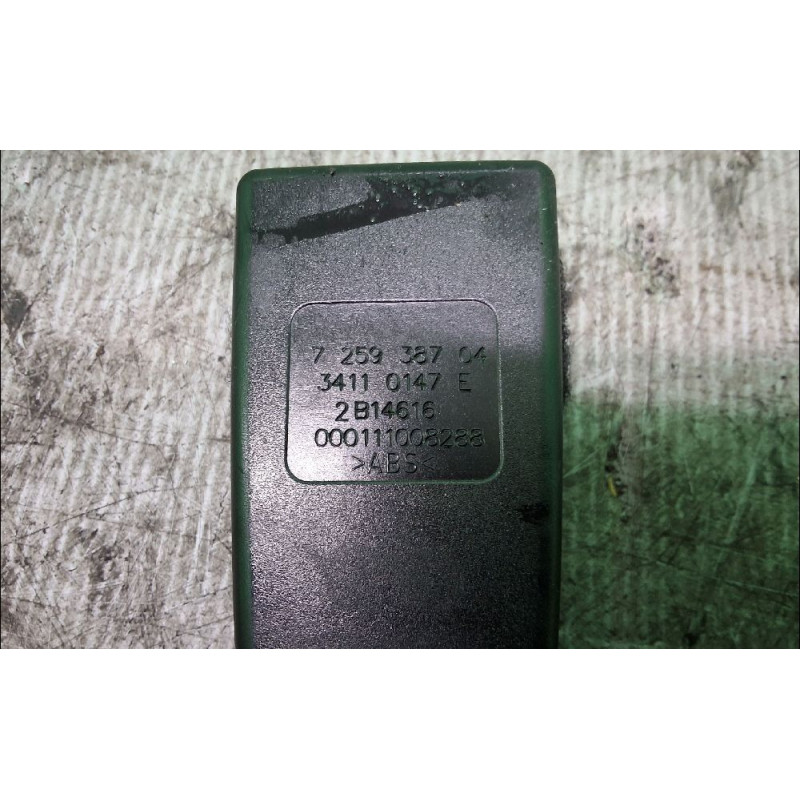 7 259 387 04
3411 0147 E
2B14616
000111008288
>ABS<